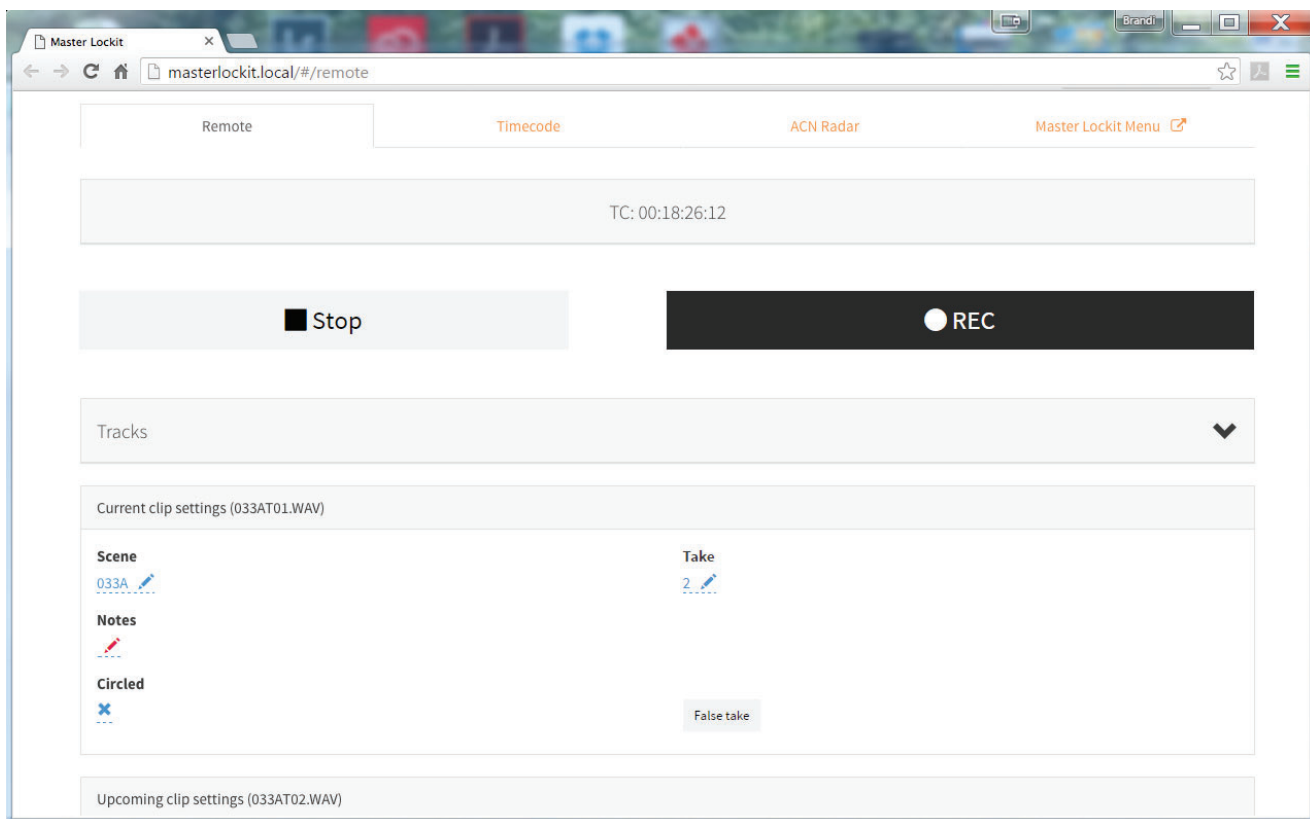 Brandi
Master Lockit
masterlockit.local/#/remote
Remote Timecode ACN Radar Master Lockit Menu
TC: 00:18:26:12
Stop REC
Tracks
Current clip settings (033AT01.WAV)
Scene Take
033A 2
Notes
Circled
False take
Upcoming clip settings (033AT02.WAV)